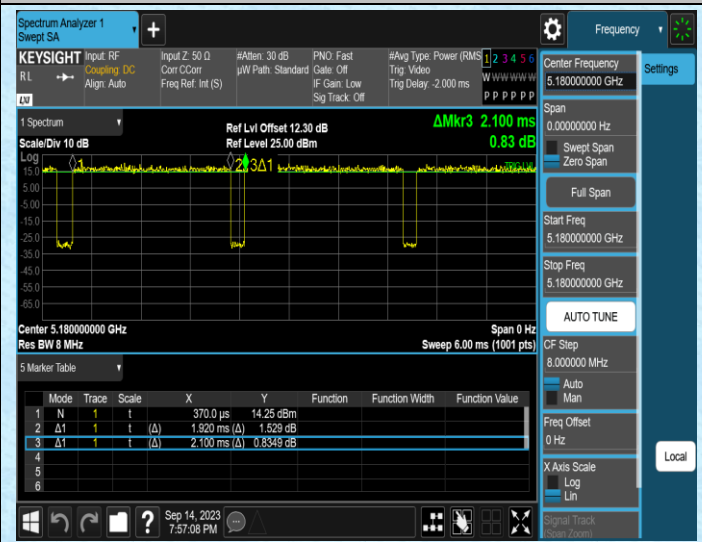 Spectrum Analyzer 1
Swept SA
+
Frequency
KEYSIGHT
RL
LXI
Input: RF
Coupling: DC
Align: Auto
Input Z: 50 Ω
Corr CCorr
Freq Ref: Int (S)
#Atten: 30 dB
µW Path: Standard
PNO: Fast
Gate: Off
IF Gain: Low
Sig Track: Off
#Avg Type: Power (RMS
Trig: Video
Trig Delay: -2.000 ms
1 2 3 4 5 6
W W W W W W
P P P P P P
1 Spectrum
Scale/Div 10 dB
Ref Lvl Offset 12.30 dB
Ref Level 25.00 dBm
ΔMkr3 2.100 ms
0.83 dB
Log
15.0
5.00
-5.00
-15.0
-25.0
-35.0
-45.0
-55.0
-65.0
1
2
3Δ1
TRIG LVL
Center 5.180000000 GHz
Res BW 8 MHz
Span 0 Hz
Sweep 6.00 ms (1001 pts)
5 Marker Table
Mode Trace Scale X Y Function Function Width Function Value
1 N 1 t 370.0 µs 14.25 dBm
2 Δ1 1 t (Δ) 1.920 ms (Δ) 1.529 dB
3 Δ1 1 t (Δ) 2.100 ms (Δ) 0.8349 dB
4
5
6
?
Sep 14, 2023
7:57:08 PM
Center Frequency
5.180000000 GHz
Settings
Span
0.00000000 Hz
Swept Span
Zero Span
Full Span
Start Freq
5.180000000 GHz
Stop Freq
5.180000000 GHz
AUTO TUNE
CF Step
8.000000 MHz
Auto
Man
Freq Offset
0 Hz
X Axis Scale
Log
Lin
Signal Track
(Span Zoom)
Local